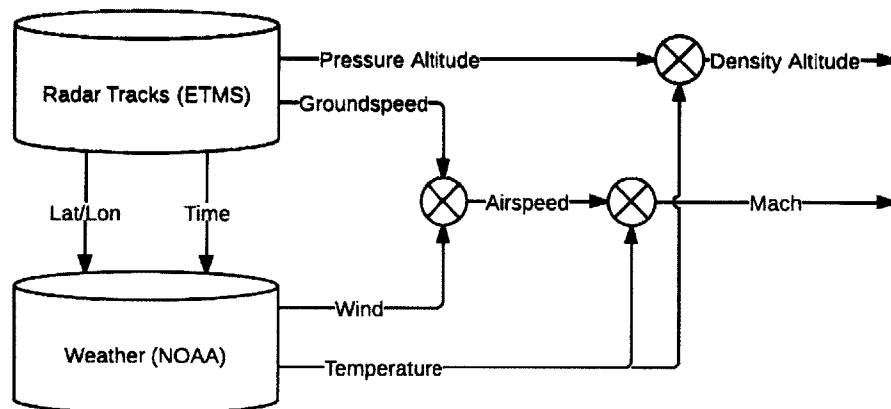 Pressure Altitude
Density Altitude
Radar Tracks (ETMS)
Groundspeed
Lat/Lon
Time
Airspeed
Mach
Wind
Weather (NOAA)
Temperature